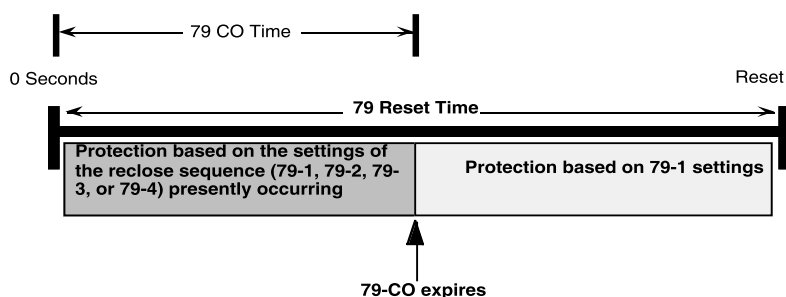 79 CO Time
0 Seconds
Reset
79 Reset Time
Protection based on the settings of
the reclose sequence (79-1, 79-2, 79-
3, or 79-4) presently occurring
Protection based on 79-1 settings
79-CO expires